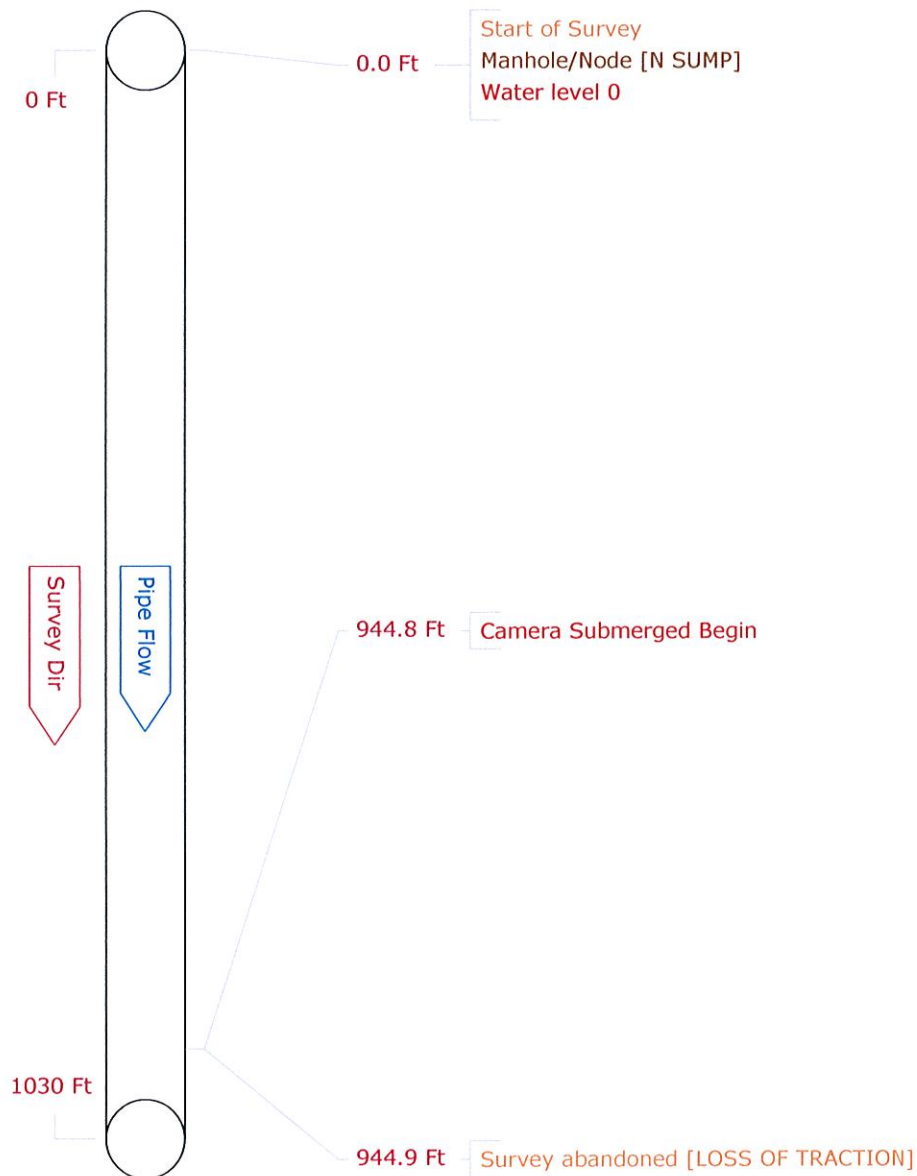 Start of Survey
0.0 Ft
Manhole/Node [N SUMP]
0 Ft
Water level 0
Survey Dir
Pipe Flow
944.8 Ft
Camera Submerged Begin
1030 Ft
944.9 Ft
Survey abandoned [LOSS OF TRACTION]